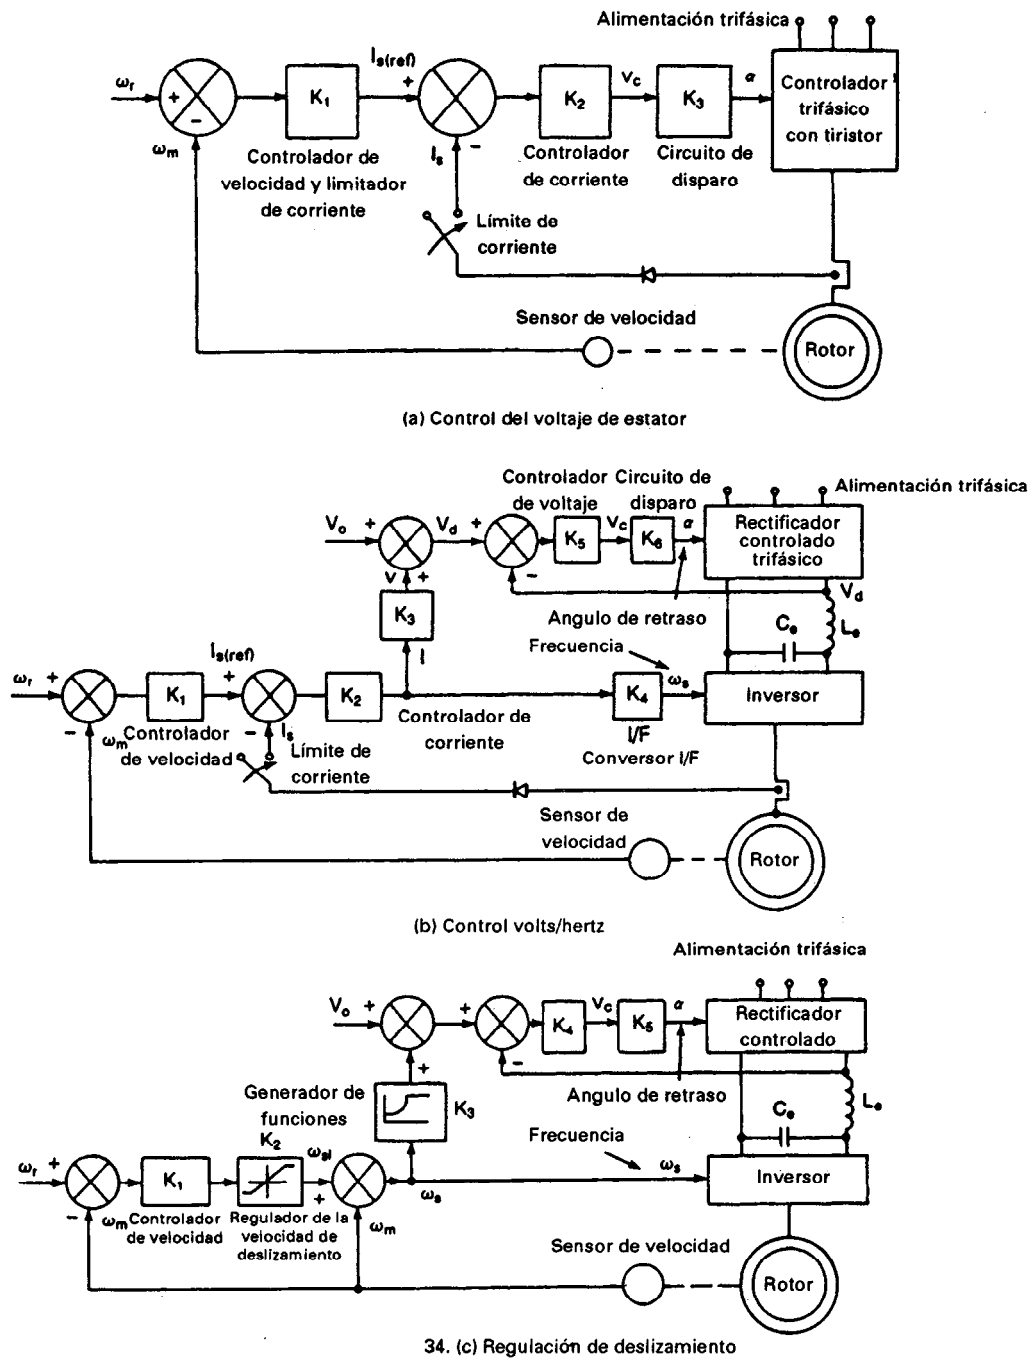 Alimentación trifásica
ωr
+
-
ωm
K1
Controlador de
velocidad y limitador
de corriente
Is(ref)
+
-
Is
K2
Controlador
de corriente
Vc
K3
Circuito de
disparo
α
Controlador
trifásico
con tiristor
Límite de
corriente
Sensor de velocidad
Rotor
(a) Control del voltaje de estator
Controlador
de voltaje
Circuito de
disparo
Alimentación trifásica
Vo
+
Vd
+
-
K5
Vc
K6
α
Rectificador
controlado
trifásico
V
+
K3
I
Angulo de retraso
Vd
Ce
Le
Frecuencia
Is(ref)
ωr
+
-
ωm
K1
Controlador
de velocidad
+
-
Is
K2
Controlador de
corriente
K4
I/F
Conversor I/F
ωs
Inversor
Límite de
corriente
Sensor de
velocidad
Rotor
(b) Control volts/hertz
Alimentación trifásica
Vo
+
+
-
K4
Vc
K5
α
Rectificador
controlado
+
Generador de
funciones
K3
Angulo de retraso
Ce
Le
Frecuencia
K2
ωsl
ωr
+
-
ωm
K1
Controlador
de velocidad
Regulador de la
velocidad de
deslizamiento
+
ωm
ωs
ωs
Inversor
Sensor de velocidad
Rotor
34. (c) Regulación de deslizamiento